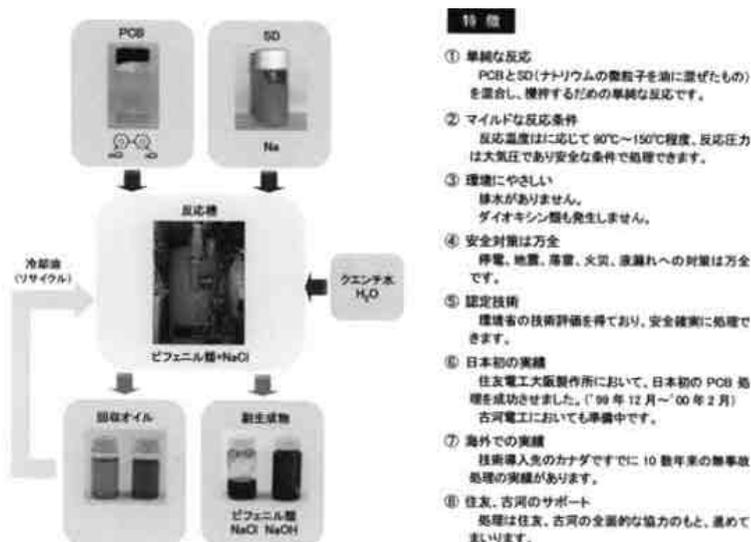 PCB
SD
Na
反応槽
ビフェニル類+NaCl
冷却油
(リサイクル)
クエンチ水
H₂O
回収オイル
副生成物
ビフェニル類
NaCl NaOH
特 徴
① 単純な反応
PCBとSD(ナトリウムの微粒子を油に混ぜたもの)
を混合し、攪拌するだめの単純な反応です。
② マイルドな反応条件
反応温度はに応じて 90℃～150℃程度、反応圧力
は大気圧であり安全な条件で処理できます。
③ 環境にやさしい
排水がありません。
ダイオキシン類も発生しません。
④ 安全対策は万全
停電、地震、落雷、火災、液漏れへの対策は万全
です。
⑤ 認定技術
環境省の技術評価を得ており、安全確実に処理で
きます。
⑥ 日本初の実績
住友電工大阪製作所において、日本初の PCB 処
理を成功させました。('99 年 12 月～'00 年 2 月)
古河電工においても準備中です。
⑦ 海外での実績
技術導入先のカナダですでに 10 数年来の無事故
処理の実績があります。
⑧ 住友、古河のサポート
処理は住友、古河の全面的な協力のもと、進めて
まいります。